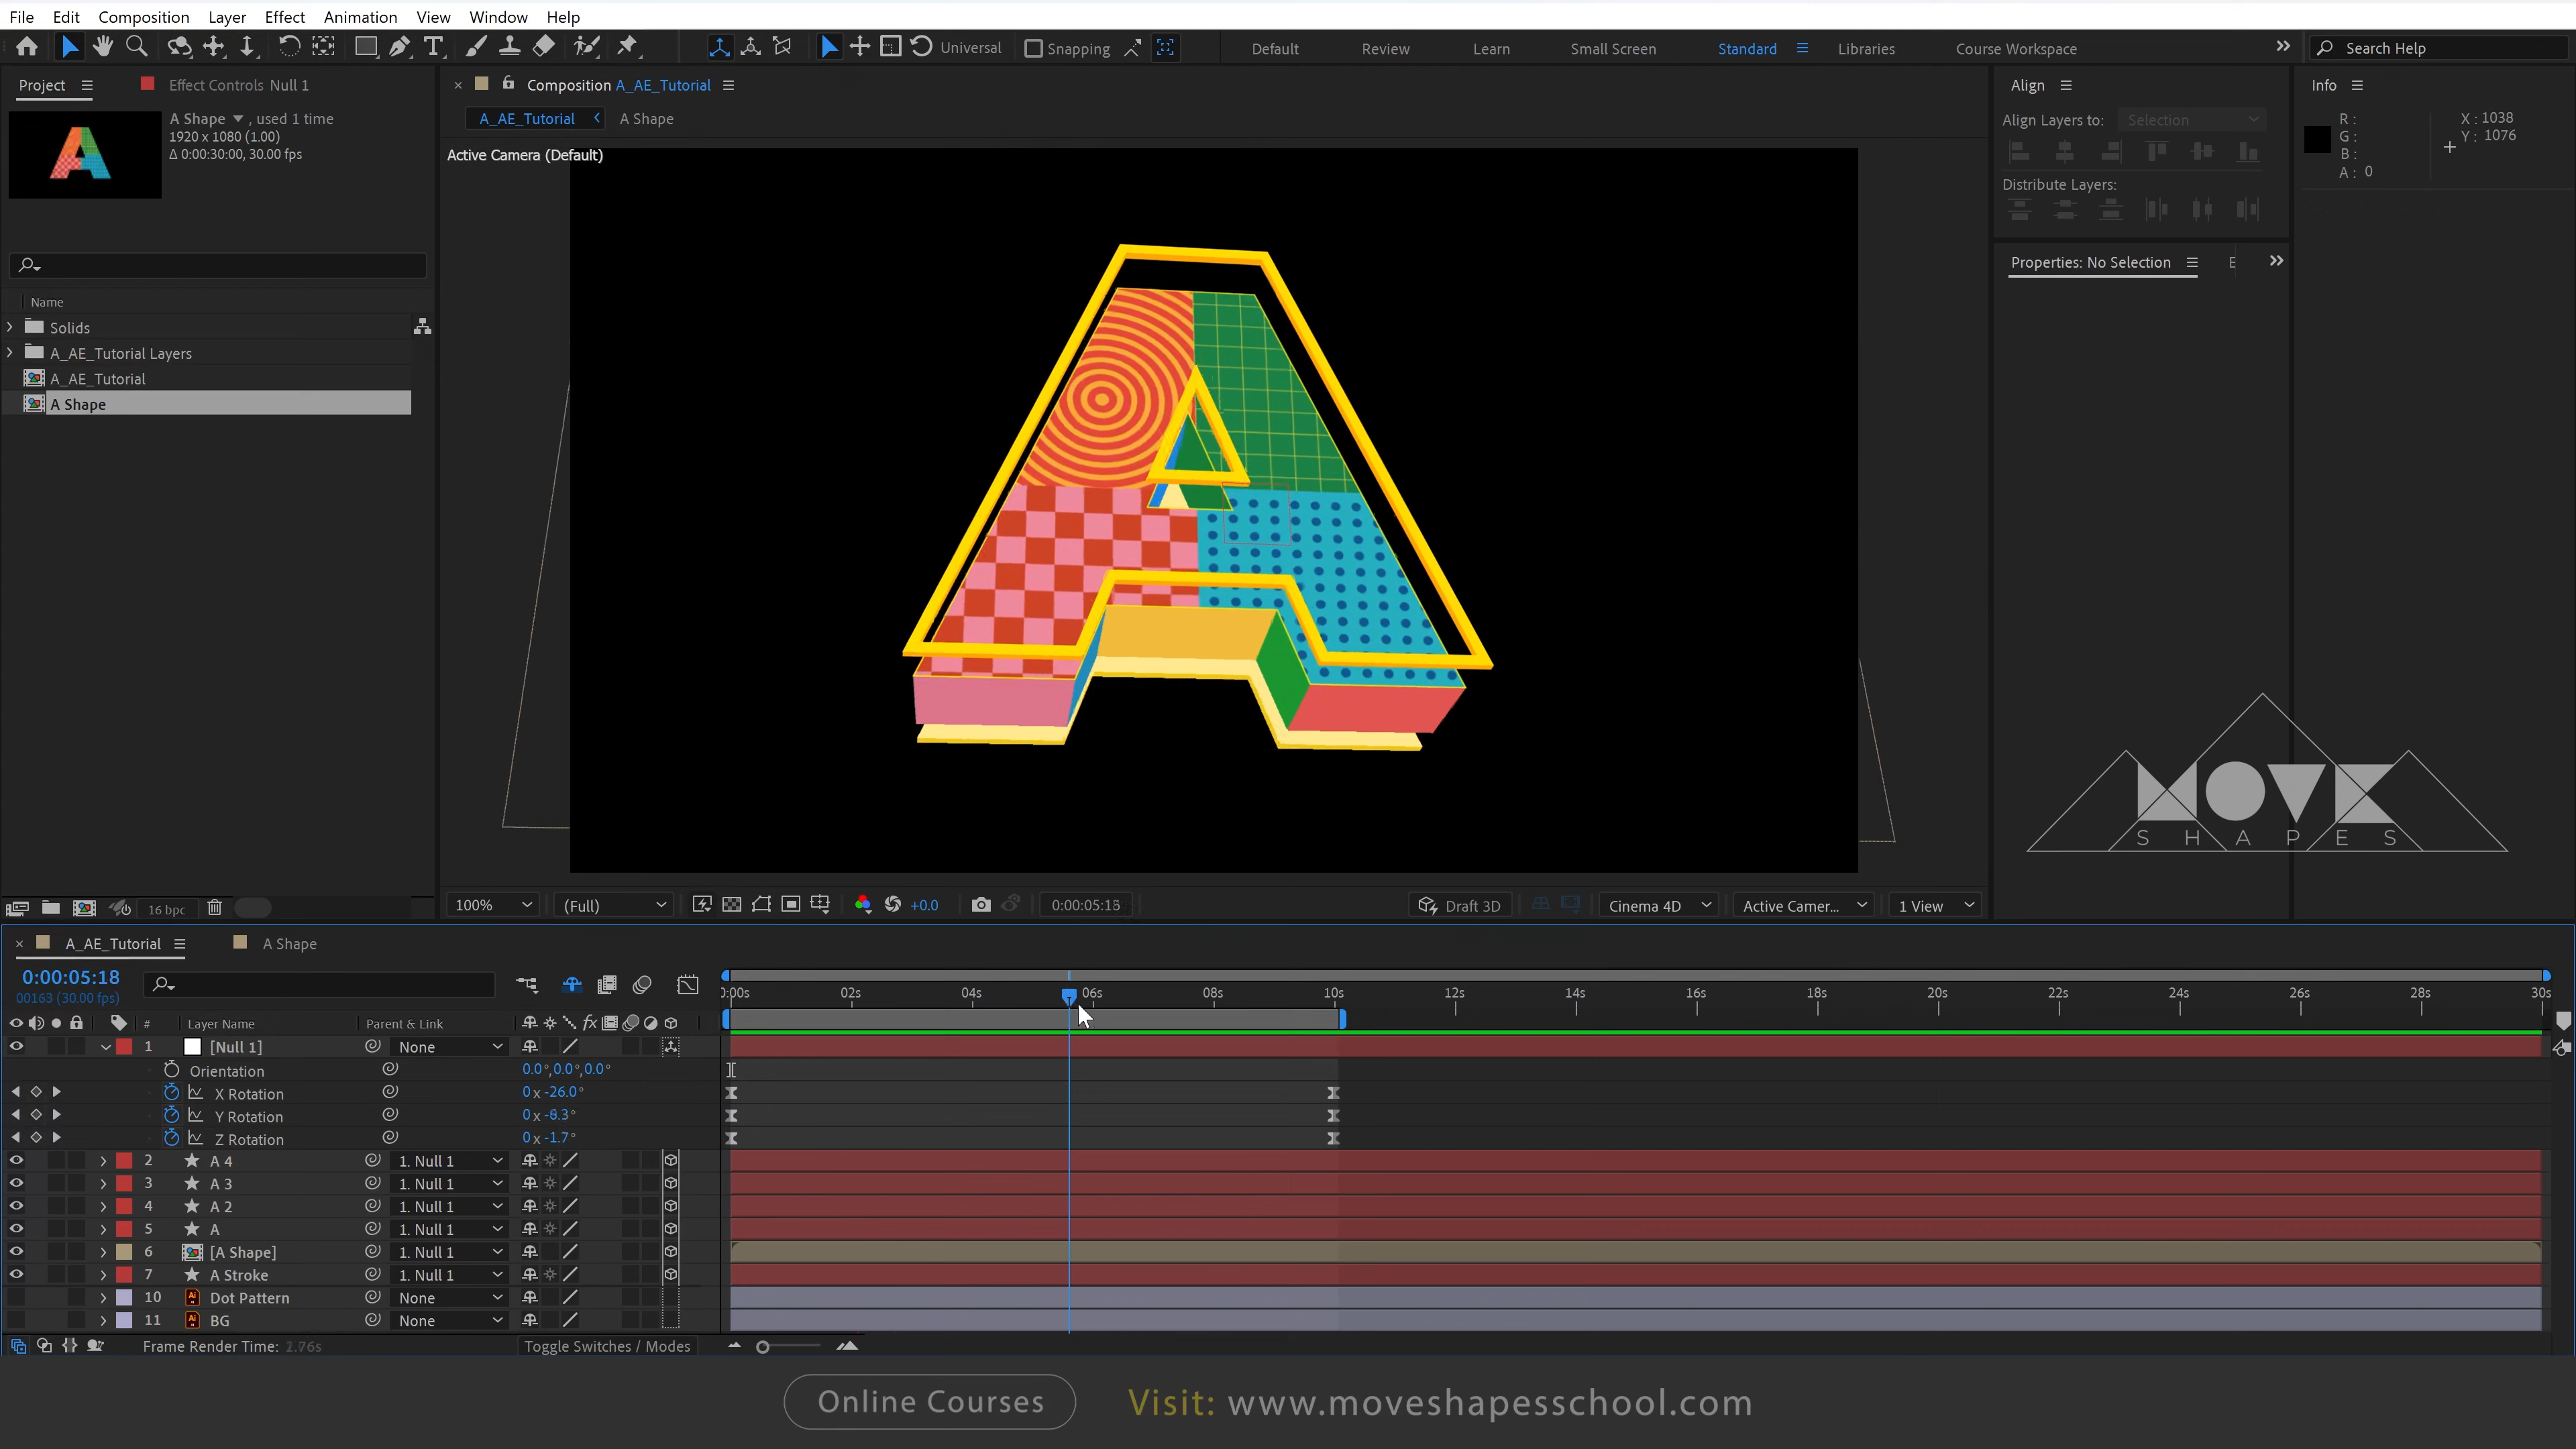 File Edit Composition Layer Effect Animation View Window Help
Universal Snapping Default Review Learn Small Screen Standard Libraries Course Workspace Search Help
Project Effect Controls Null 1
A Shape , used 1 time
1920 x 1080 (1.00)
Δ 0:00:30:00, 30.00 fps
Name
Solids
A_AE_Tutorial Layers
A_AE_Tutorial
A Shape
16 bpc
Composition A_AE_Tutorial
A_AE_Tutorial A Shape
Active Camera (Default)
100% (Full) +0.0 Draft 3D Cinema 4D Active Camer... 1 View
Align
Align Layers to: Selection
Distribute Layers:
Properties: No Selection
Info
R: X: 1038
G: Y: 1076
B:
A: 0
MOVE
SHAPES
A_AE_Tutorial A Shape
0:00:05:18
00163 (30.00 fps)
0:00s 02s 04s 06s 08s 10s 12s 14s 16s 18s 20s 22s 24s 26s 28s 30s
# Layer Name Parent & Link
1 [Null 1] None
Orientation 0.0°,0.0°,0.0°
X Rotation 0x-26.0°
Y Rotation 0x-8.3°
Z Rotation 0x-1.7°
2 A 4 1. Null 1
3 A 3 1. Null 1
4 A 2 1. Null 1
5 A 1. Null 1
6 [A Shape] 1. Null 1
7 A Stroke 1. Null 1
10 Ai Dot Pattern None
11 Ai BG None
Frame Render Time: Toggle Switches / Modes
Online Courses Visit: www.moveshapesschool.com